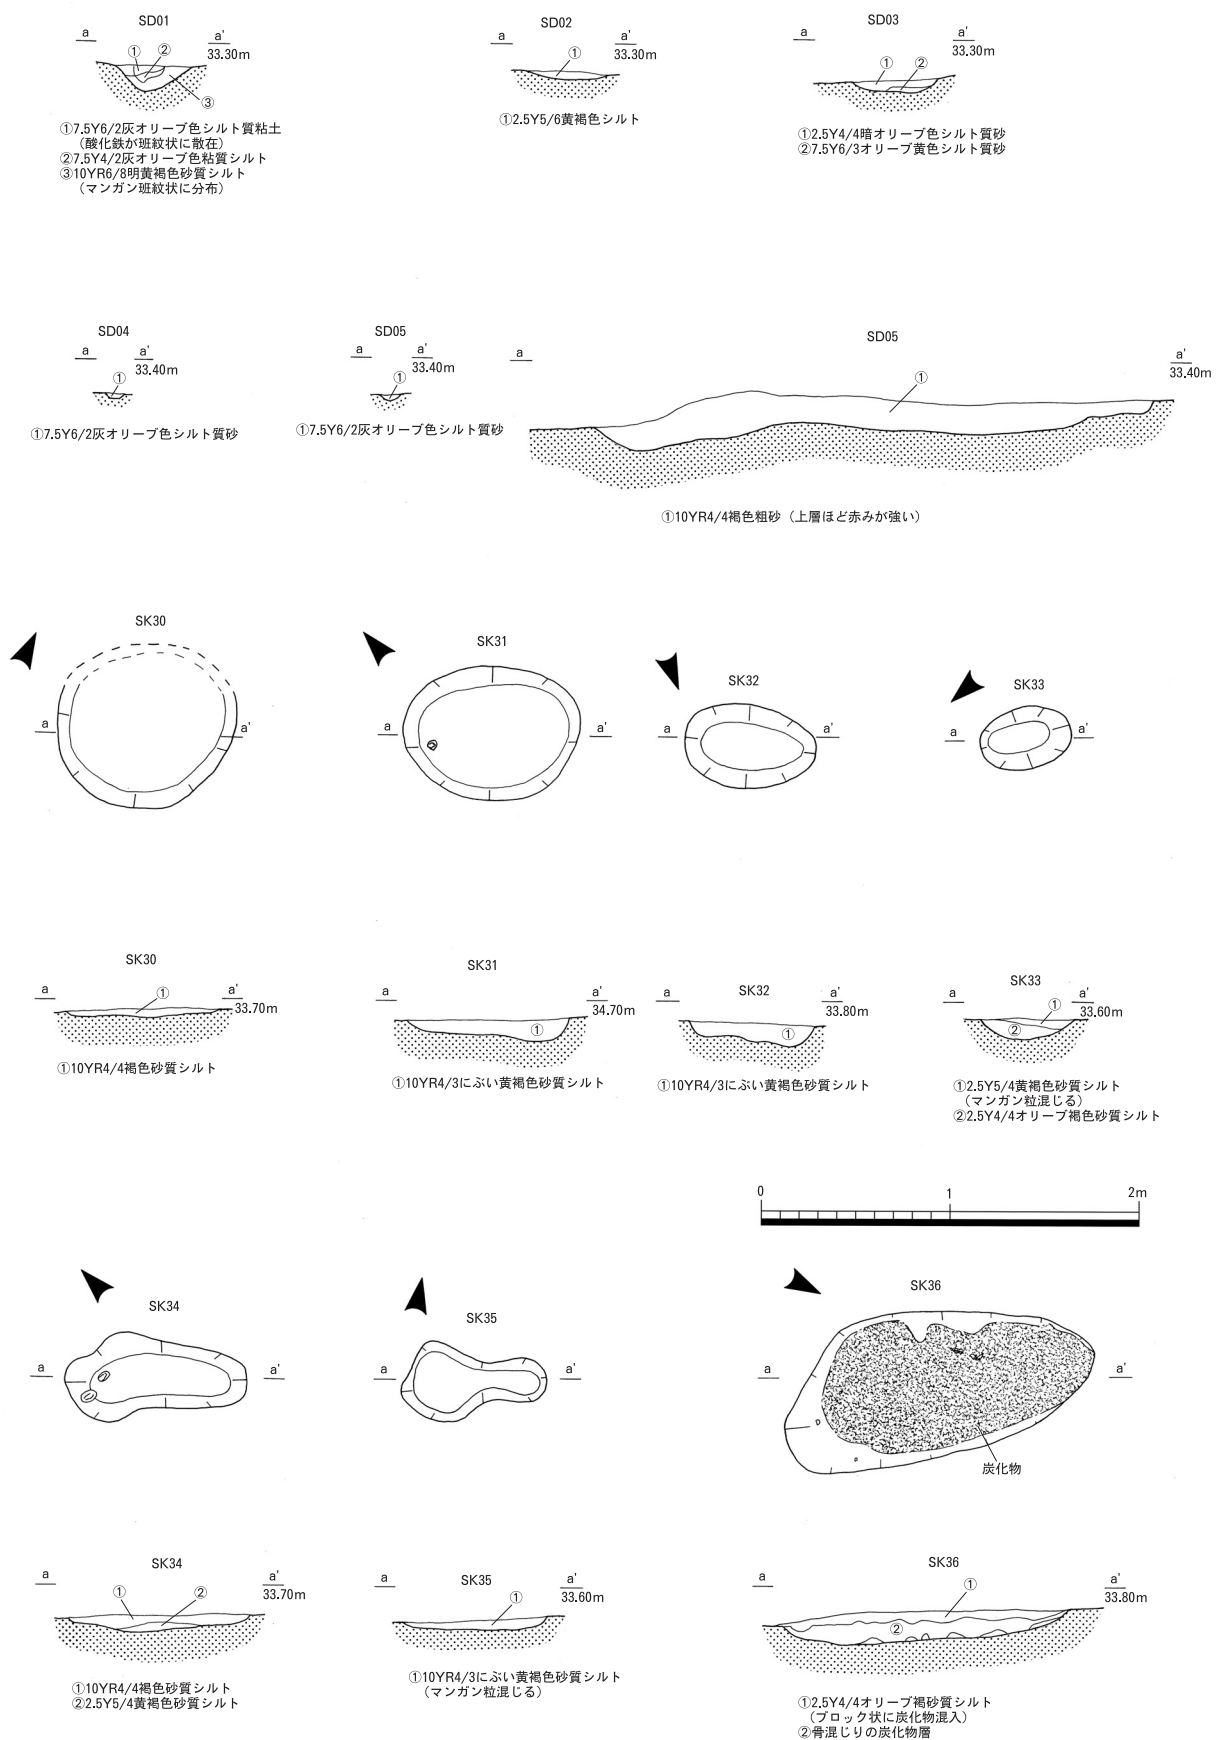 SD01
a
a'
33.30m
①
②
③
①7.5Y6/2灰オリーブ色シルト質粘土
（酸化鉄が班紋状に散在）
②7.5Y4/2灰オリーブ色粘質シルト
③10YR6/8明黄褐色砂質シルト
（マンガン班紋状に分布）
SD02
a
a'
33.30m
①
①2.5Y5/6黄褐色シルト
SD03
a
a'
33.30m
①
②
①2.5Y4/4暗オリーブ色シルト質砂
②7.5Y6/3オリーブ黄色シルト質砂
SD04
a
a'
33.40m
①
①7.5Y6/2灰オリーブ色シルト質砂
SD05
a
a'
33.40m
①
①7.5Y6/2灰オリーブ色シルト質砂
SD05
a
a'
33.40m
①
①10YR4/4褐色粗砂（上層ほど赤みが強い）
SK30
a
a'
SK31
a
a'
SK32
a
a'
SK33
a
a'
SK30
a
a'
33.70m
①
①10YR4/4褐色砂質シルト
SK31
a
a'
34.70m
①
①10YR4/3にぶい黄褐色砂質シルト
SK32
a
a'
33.80m
①
①10YR4/3にぶい黄褐色砂質シルト
SK33
a
a'
33.60m
①
②
①2.5Y5/4黄褐色砂質シルト
（マンガン粒混じる）
②2.5Y4/4オリーブ褐色砂質シルト
0
1
2m
SK34
a
a'
SK35
a
a'
SK36
a
a'
炭化物
SK34
a
a'
33.70m
①
②
①10YR4/4褐色砂質シルト
②2.5Y5/4黄褐色砂質シルト
SK35
a
a'
33.60m
①
①10YR4/3にぶい黄褐色砂質シルト
（マンガン粒混じる）
SK36
a
a'
33.80m
①
②
①2.5Y4/4オリーブ褐砂質シルト
（ブロック状に炭化物混入）
②骨混じりの炭化物層